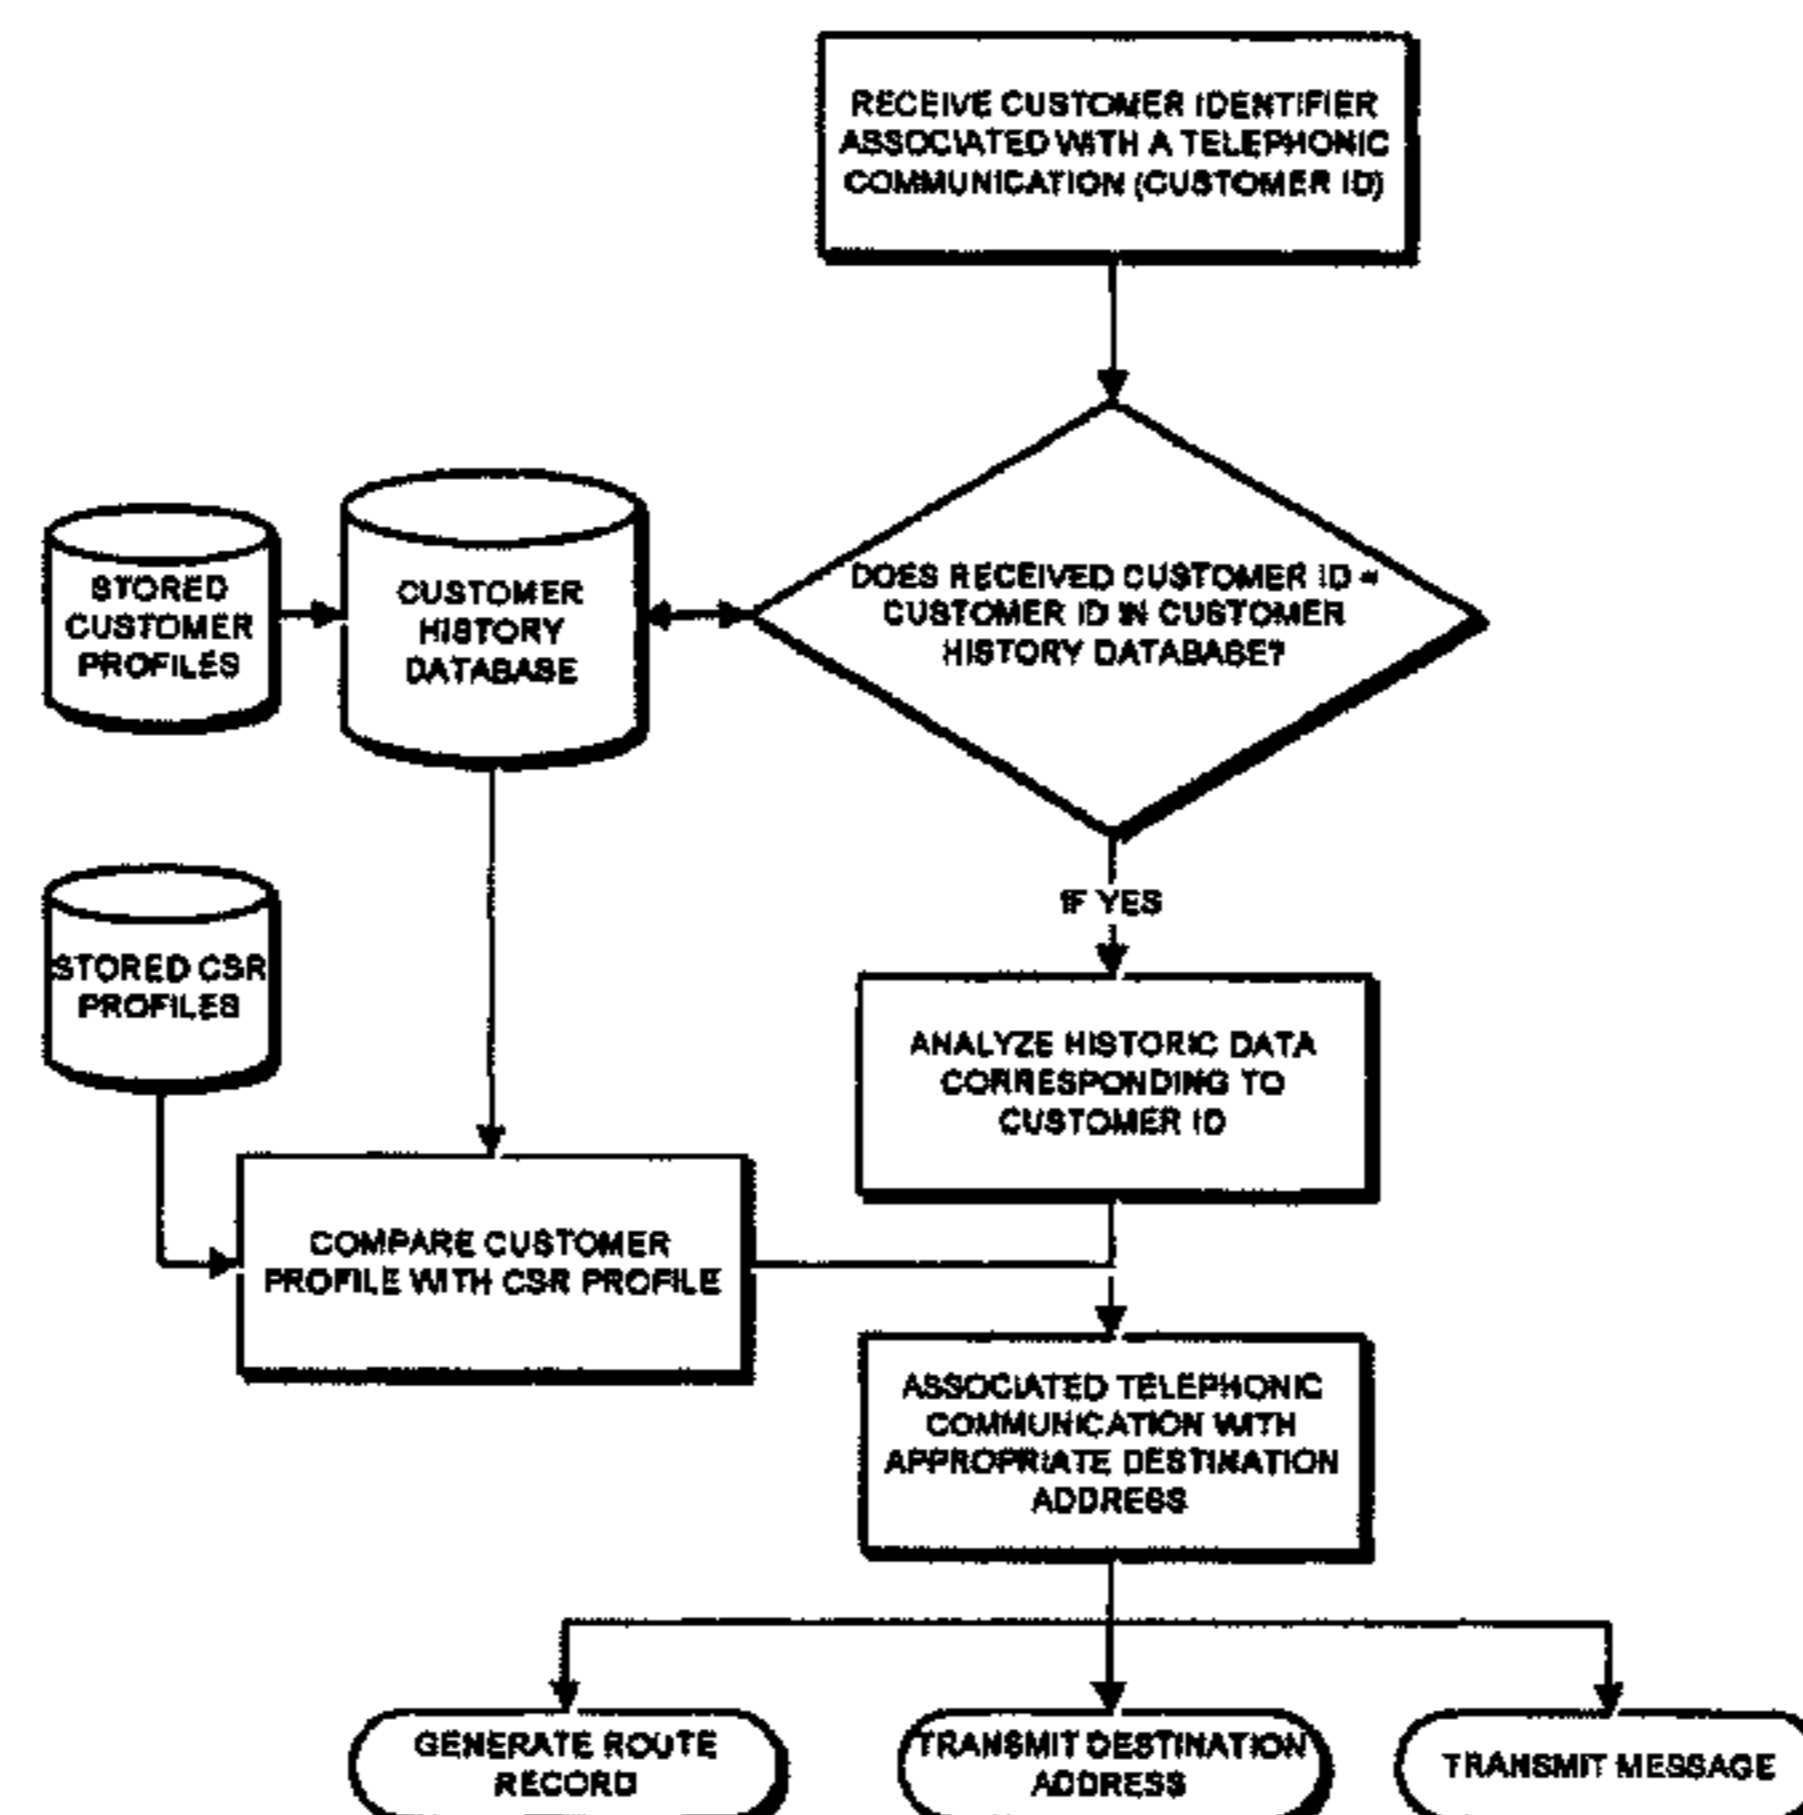 RECEIVE CUSTOMER IDENTIFIER
ASSOCIATED WITH A TELEPHONIC
COMMUNICATION (CUSTOMER ID)
STORED
CUSTOMER
PROFILES
CUSTOMER
HISTORY
DATABASE
DOES RECEIVED CUSTOMER ID =
CUSTOMER ID IN CUSTOMER
HISTORY DATABASE?
IF YES
STORED CSR
PROFILES
ANALYZE HISTORIC DATA
CORRESPONDING TO
CUSTOMER ID
COMPARE CUSTOMER
PROFILE WITH CSR PROFILE
ASSOCIATED TELEPHONIC
COMMUNICATION WITH
APPROPRIATE DESTINATION
ADDRESS
GENERATE ROUTE
RECORD
TRANSMIT DESTINATION
ADDRESS
TRANSMIT MESSAGE